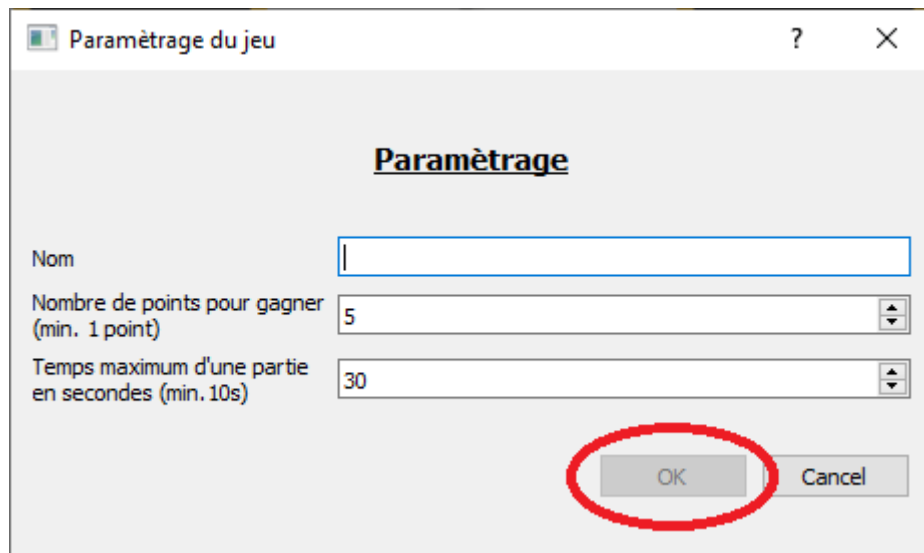 Paramètrage du jeu
?
Paramètrage
Nom
Nombre de points pour gagner
(min. 1 point)
5
Temps maximum d'une partie
en secondes (min. 10s)
30
OK
Cancel